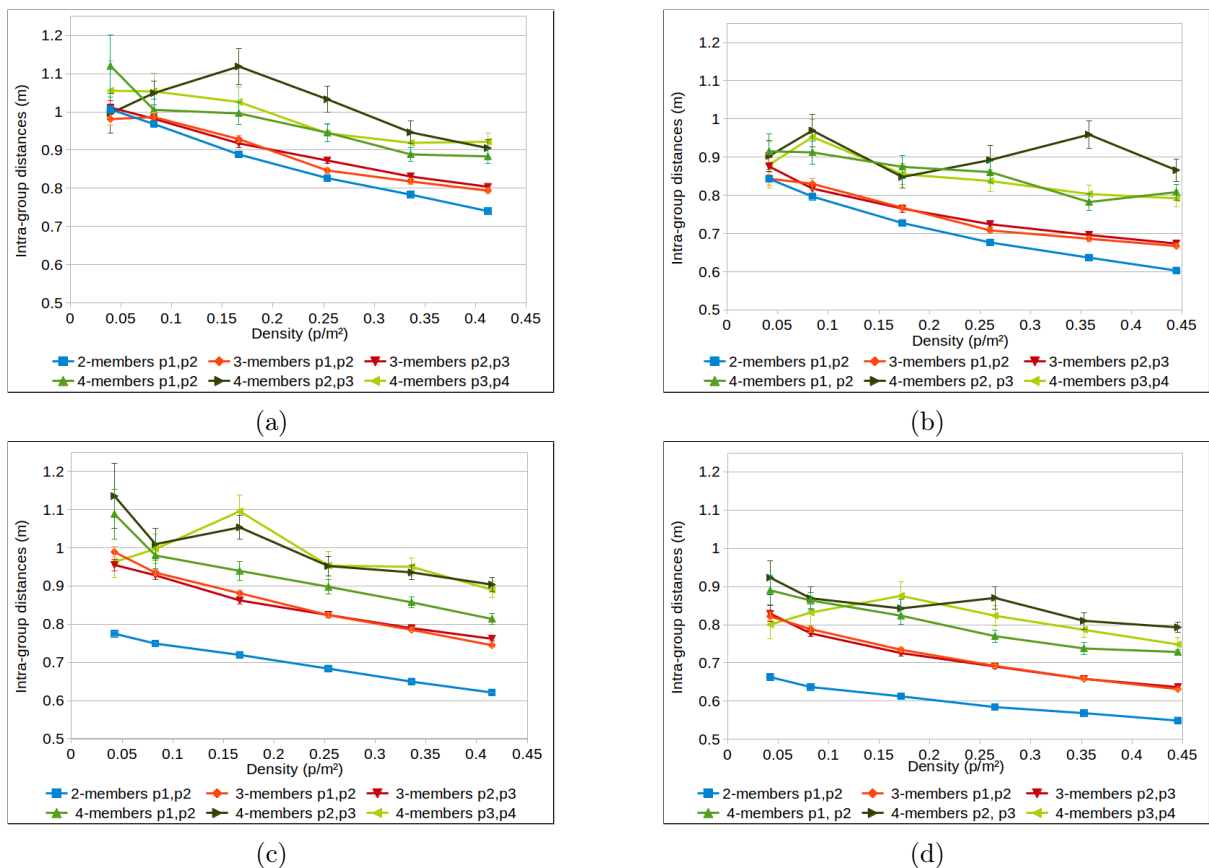 Intra-group distances (m)
1.2
1.1
1
0.9
0.8
0.7
0.6
0.5
0 0.05 0.1 0.15 0.2 0.25 0.3 0.35 0.4 0.45
Density (p/m²)
2-members p1,p2 3-members p1,p2 3-members p2,p3
4-members p1,p2 4-members p2,p3 4-members p3,p4
(a)
Intra-group distances (m)
1.2
1.1
1
0.9
0.8
0.7
0.6
0.5
0 0.05 0.1 0.15 0.2 0.25 0.3 0.35 0.4 0.45
Density (p/m²)
2-members p1,p2 3-members p1,p2 3-members p2,p3
4-members p1, p2 4-members p2, p3 4-members p3,p4
(b)
Intra-group distances (m)
1.2
1.1
1
0.9
0.8
0.7
0.6
0.5
0 0.05 0.1 0.15 0.2 0.25 0.3 0.35 0.4 0.45
Density (p/m²)
2-members p1,p2 3-members p1,p2 3-members p2,p3
4-members p1,p2 4-members p2,p3 4-members p3,p4
(c)
Intra-group distances (m)
1.2
1.1
1
0.9
0.8
0.7
0.6
0.5
0 0.05 0.1 0.15 0.2 0.25 0.3 0.35 0.4 0.45
Density (p/m²)
2-members p1,p2 3-members p1,p2 3-members p2,p3
4-members p1, p2 4-members p2, p3 4-members p3,p4
(d)